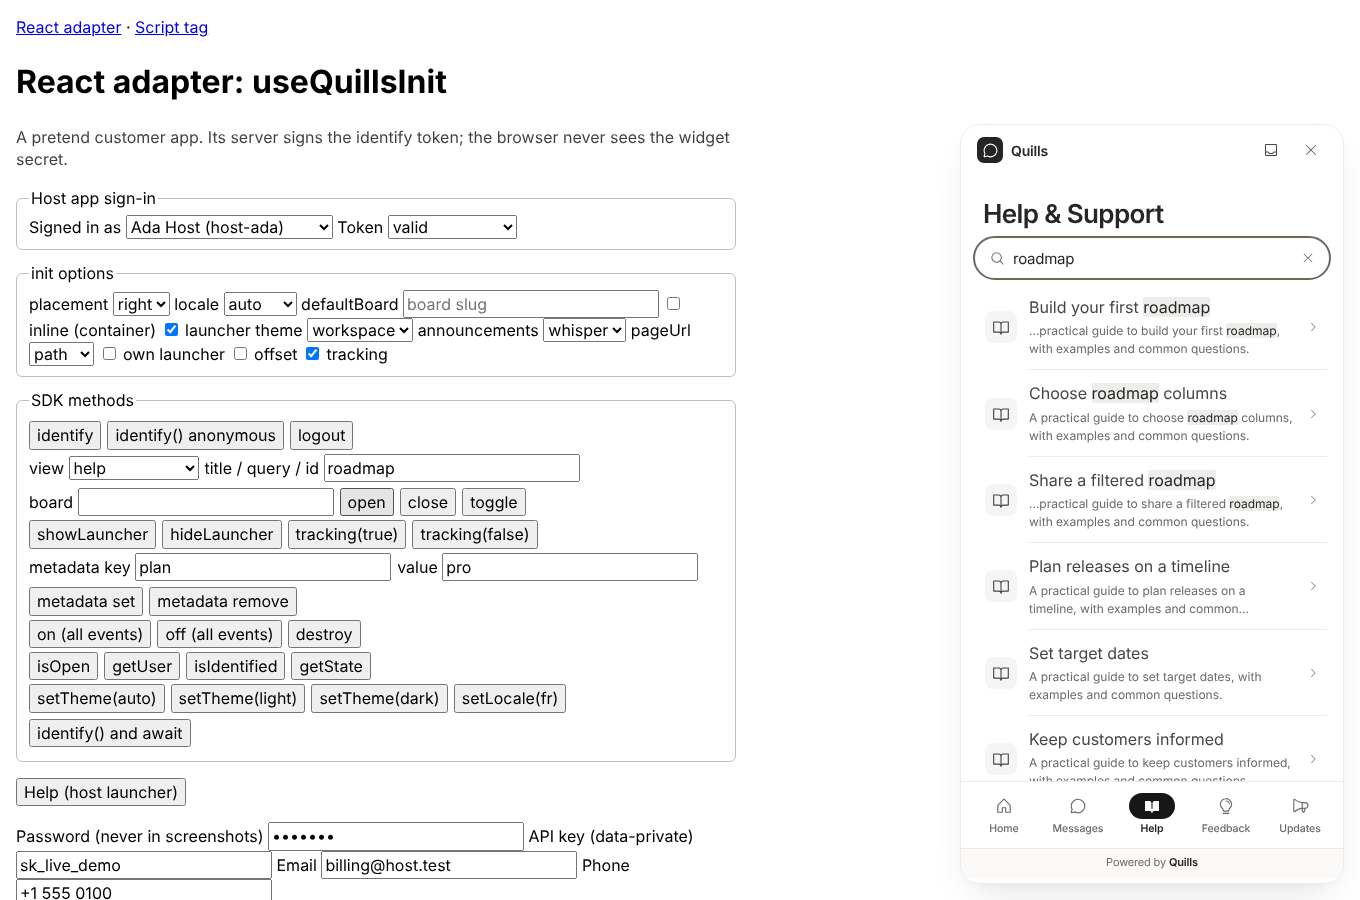 React adapter · Script tag
React adapter: useQuillsInit
A pretend customer app. Its server signs the identify token; the browser never sees the widget
secret.
Host app sign-in
Signed in as Ada Host (host-ada) Token valid
init options
placement right locale auto defaultBoard board slug
inline (container) launcher theme workspace announcements whisper pageUrl
path own launcher offset tracking
SDK methods
identify identify() anonymous logout
view help title / query / id roadmap
board open close toggle
showLauncher hideLauncher tracking(true) tracking(false)
metadata key plan value pro
metadata set metadata remove
on (all events) off (all events) destroy
isOpen getUser isIdentified getState
setTheme(auto) setTheme(light) setTheme(dark) setLocale(fr)
identify() and await
Help (host launcher)
Password (never in screenshots) ••••••• API key (data-private)
sk_live_demo Email billing@host.test Phone
+1 555 0100
Quills
Help & Support
roadmap
Build your first roadmap
...practical guide to build your first roadmap,
with examples and common questions.
Choose roadmap columns
A practical guide to choose roadmap columns,
with examples and common questions.
Share a filtered roadmap
...practical guide to share a filtered roadmap,
with examples and common questions.
Plan releases on a timeline
A practical guide to plan releases on a
timeline, with examples and common...
Set target dates
A practical guide to set target dates, with
examples and common questions.
Keep customers informed
A practical guide to keep customers informed,
with examples and common questions.
Home Messages Help Feedback Updates
Powered by Quills